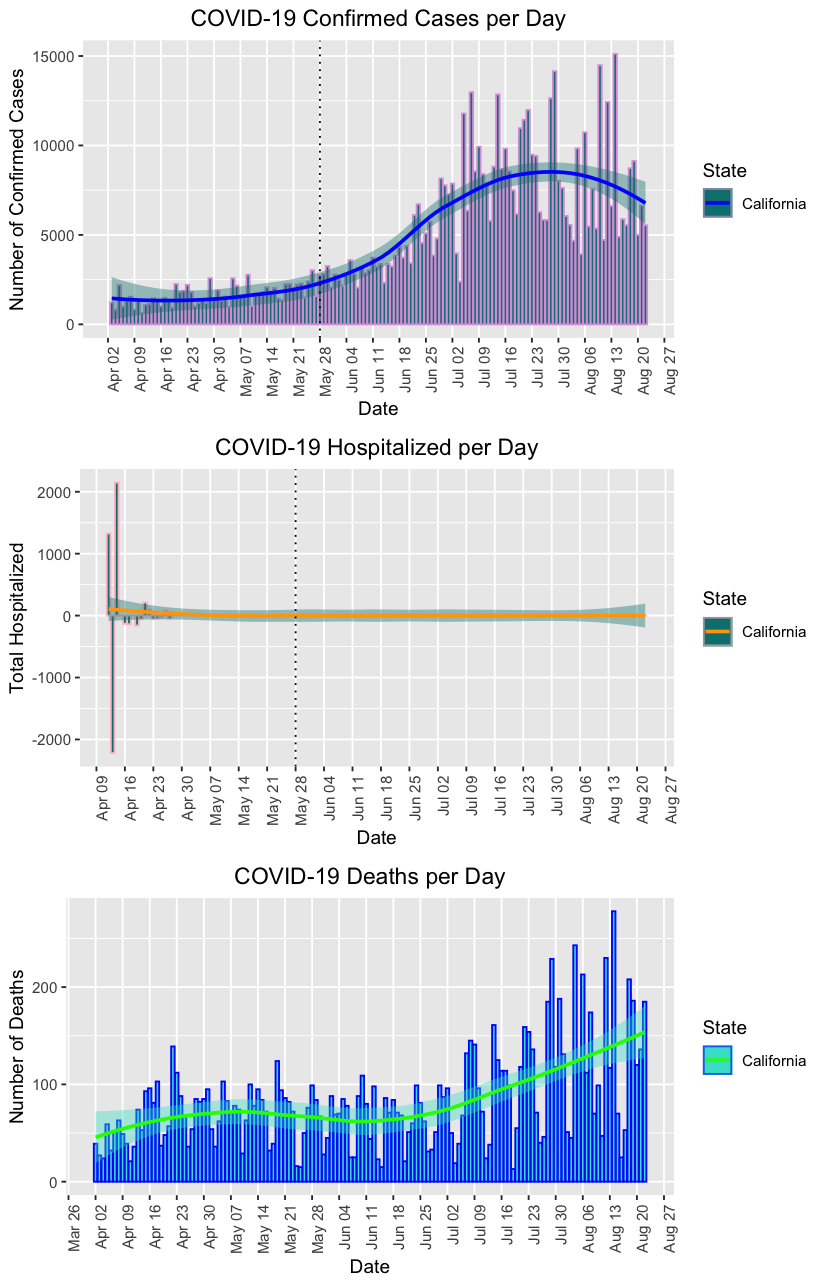 COVID-19 Confirmed Cases per Day
Number of Confirmed Cases
15000
10000
5000
0
Apr 02 Apr 09 Apr 16 Apr 23 Apr 30 May 07 May 14 May 21 May 28 Jun 04 Jun 11 Jun 18 Jun 25 Jul 02 Jul 09 Jul 16 Jul 23 Jul 30 Aug 06 Aug 13 Aug 20 Aug 27
Date
State
California
COVID-19 Hospitalized per Day
Total Hospitalized
2000
1000
0
-1000
-2000
Apr 09 Apr 16 Apr 23 Apr 30 May 07 May 14 May 21 May 28 Jun 04 Jun 11 Jun 18 Jun 25 Jul 02 Jul 09 Jul 16 Jul 23 Jul 30 Aug 06 Aug 13 Aug 20 Aug 27
Date
State
California
COVID-19 Deaths per Day
Number of Deaths
200
100
0
Mar 26 Apr 02 Apr 09 Apr 16 Apr 23 Apr 30 May 07 May 14 May 21 May 28 Jun 04 Jun 11 Jun 18 Jun 25 Jul 02 Jul 09 Jul 16 Jul 23 Jul 30 Aug 06 Aug 13 Aug 20 Aug 27
Date
State
California